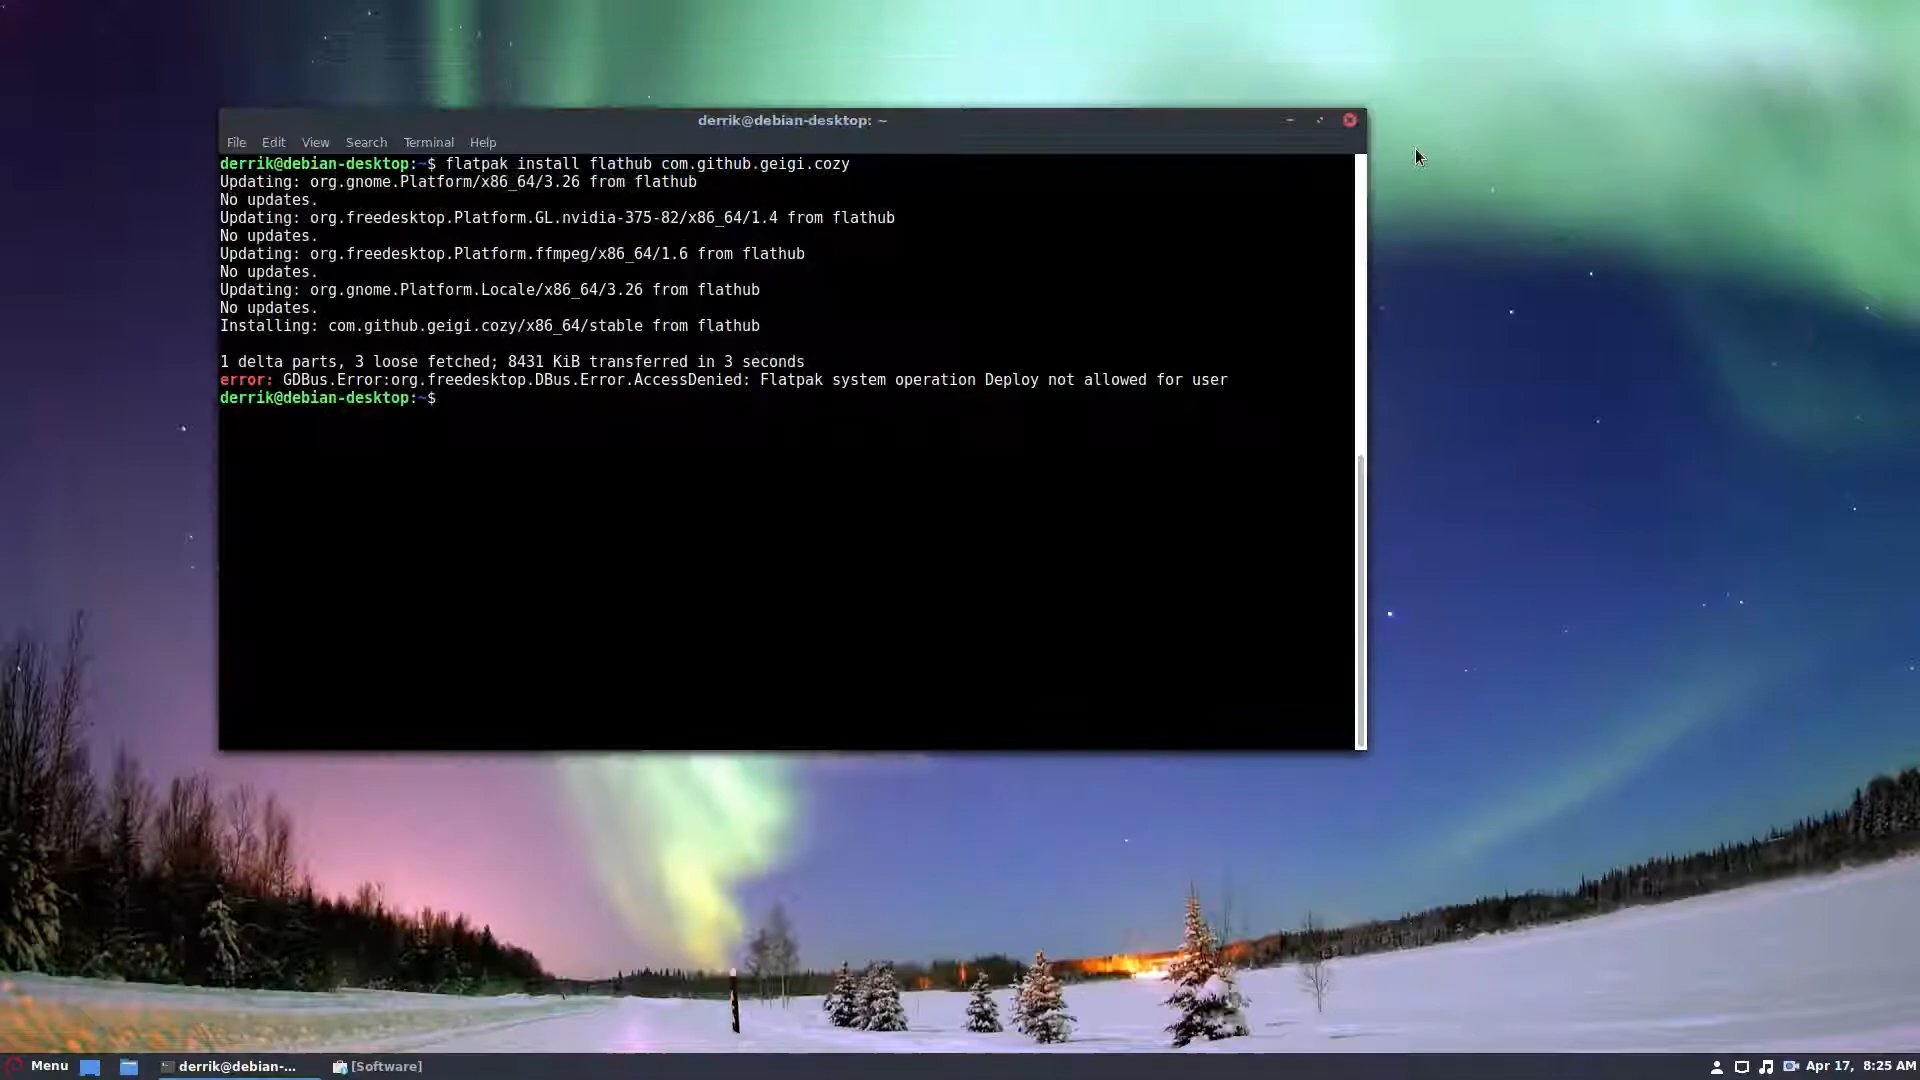 derrik@debian-desktop: ~
File Edit View Search Terminal Help
derrik@debian-desktop:~$ flatpak install flathub com.github.geigi.cozy
Updating: org.gnome.Platform/x86_64/3.26 from flathub
No updates.
Updating: org.freedesktop.Platform.GL.nvidia-375-82/x86_64/1.4 from flathub
No updates.
Updating: org.freedesktop.Platform.ffmpeg/x86_64/1.6 from flathub
No updates.
Updating: org.gnome.Platform.Locale/x86_64/3.26 from flathub
No updates.
Installing: com.github.geigi.cozy/x86_64/stable from flathub
1 delta parts, 3 loose fetched; 8431 KiB transferred in 3 seconds
error: GDBus.Error:org.freedesktop.DBus.Error.AccessDenied: Flatpak system operation Deploy not allowed for user
derrik@debian-desktop:~$
Menu derrik@debian-... [Software] Apr 17, 8:25 AM